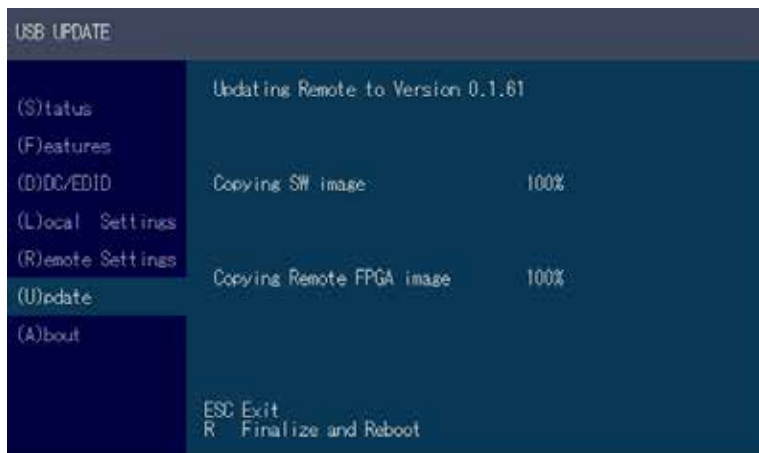 USB UPDATE
(S)tatus
(F)eatures
(D)DC/EDID
(L)ocal Settings
(R)emote Settings
(U)pdate
(A)bout
Updating Remote to Version 0.1.61
Copying SW image 100%
Copying Remote FPGA image 100%
ESC Exit
R Finalize and Reboot